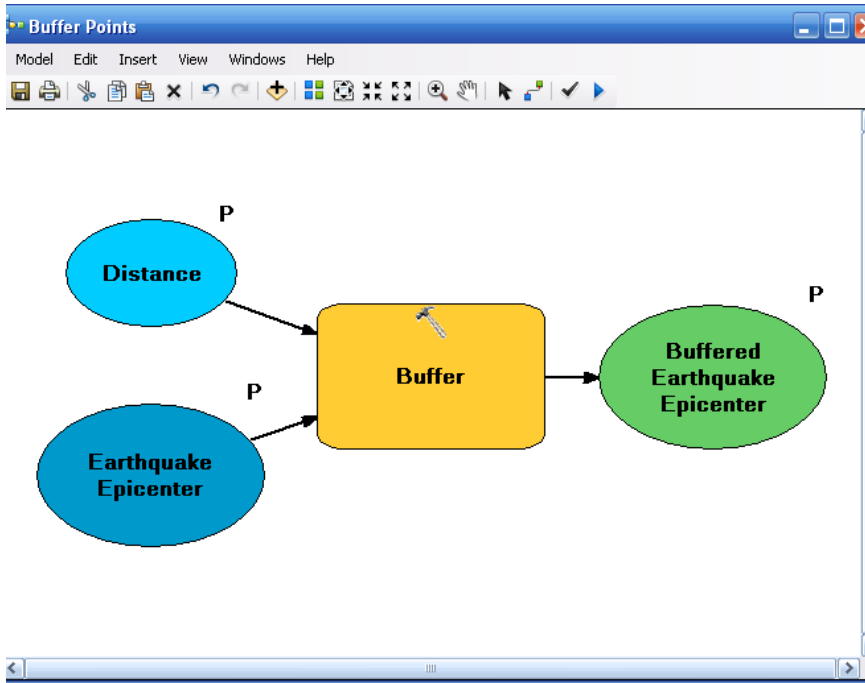 Buffer Points
Model Edit Insert View Windows Help
P
Distance
P
Buffered
Earthquake
Epicenter
Buffer
P
Earthquake
Epicenter